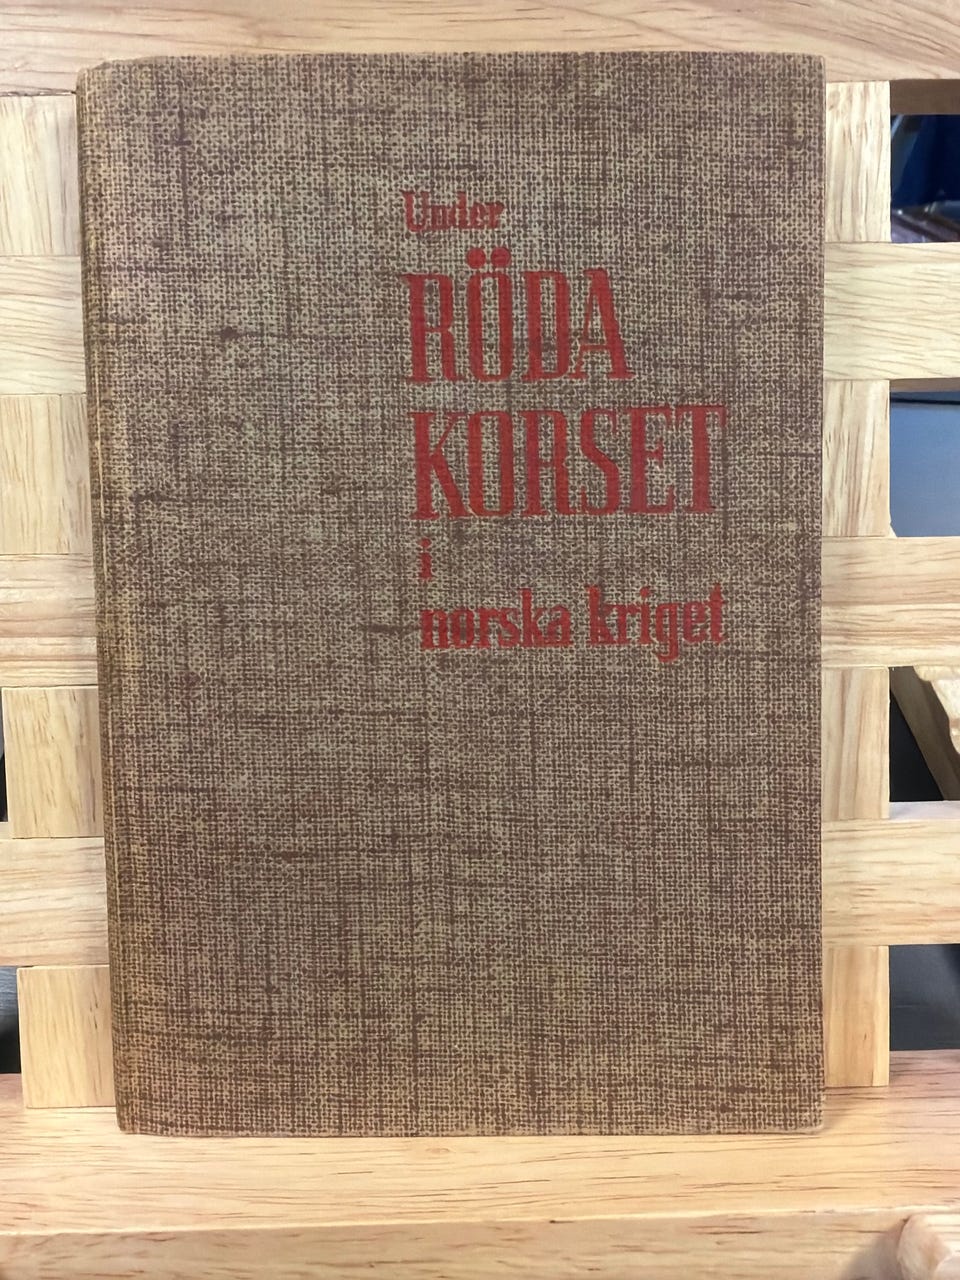 Under
RÖDA
KORSET
i
norska kriget